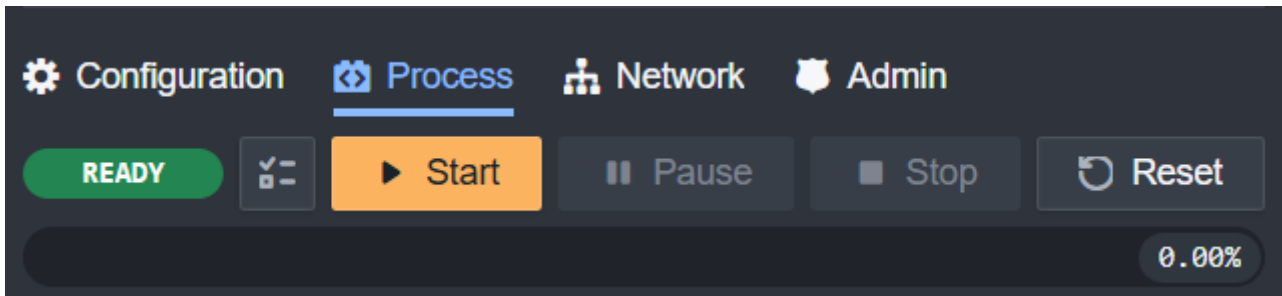 Configuration Process Network Admin
READY Start Pause Stop Reset
0.00%